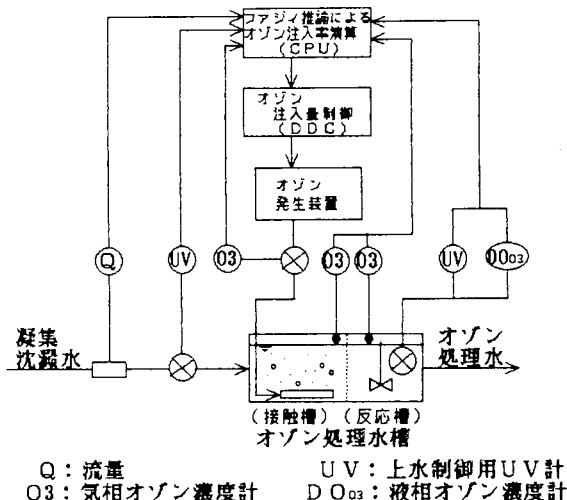 ファジィ推論による
オゾン注入率演算
(CPU)
オゾン
注入量制御
(DDC)
オゾン
発生装置
Q
UV
O3
O3
O3
UV
DO03
凝集
沈澱水
オゾン
処理水
(接触槽)
(反応槽)
オゾン処理水槽
Q:流量
UV:上水制御用UV計
O3:気相オゾン濃度計
DO03:液相オゾン濃度計